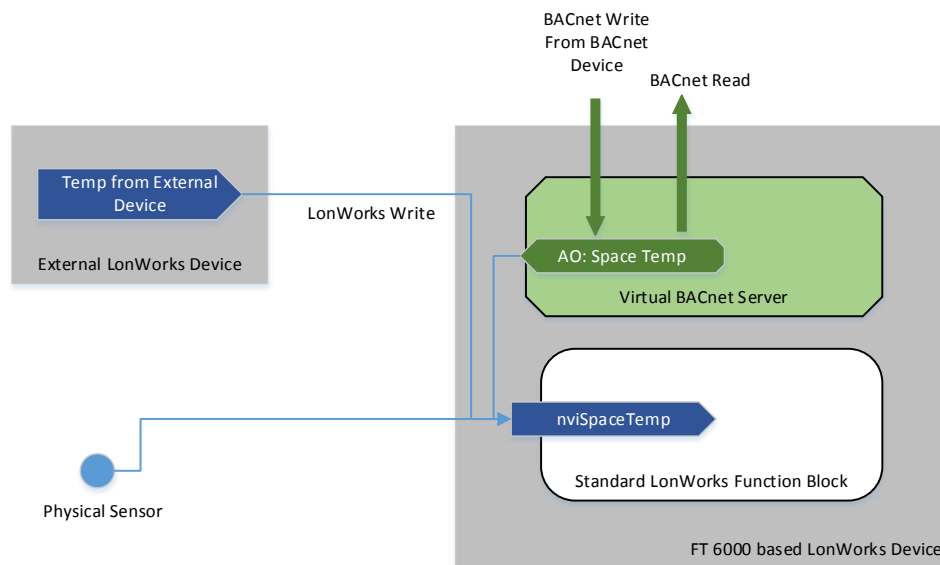 BACnet Write
From BACnet
Device
BACnet Read
Temp from External
Device
LonWorks Write
External LonWorks Device
AO: Space Temp
Virtual BACnet Server
nviSpaceTemp
Standard LonWorks Function Block
Physical Sensor
FT 6000 based LonWorks Device